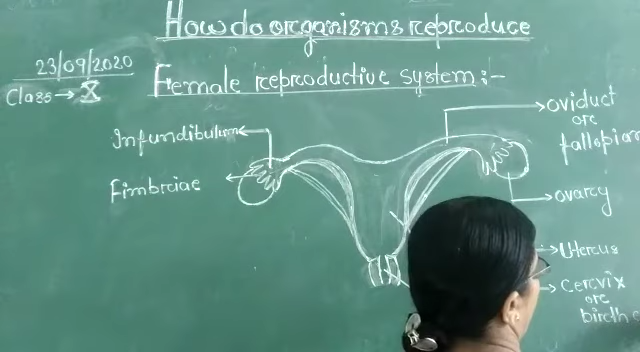 How do organisms reproduce
23/09/2020
Class → X
Female reproductive system :-
Infundibulum
Fimbriae
oviduct
or
fallopian
ovary
Uterus
Cervix
or
birth c